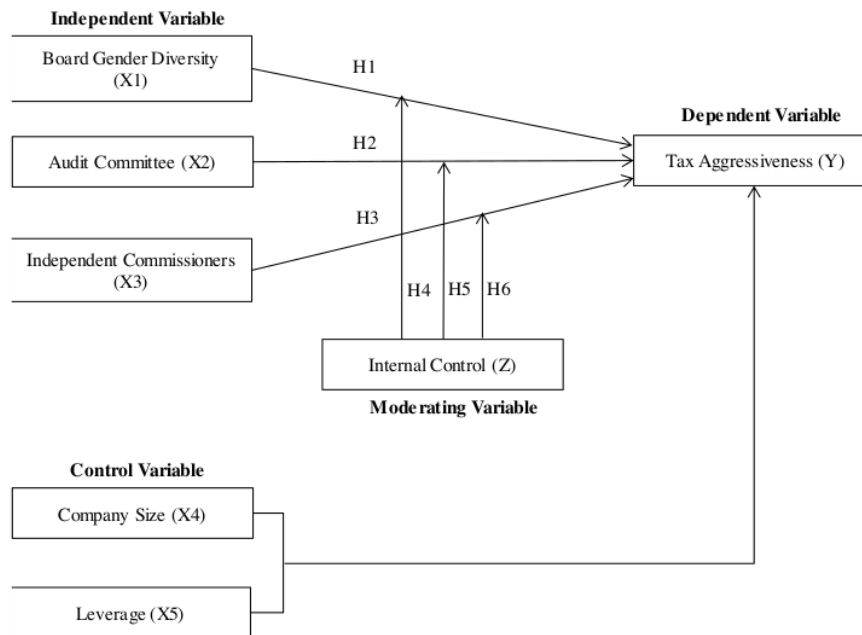 Independent Variable
Board Gender Diversity
(X1)
H1
Dependent Variable
Audit Committee (X2)
H2
Tax Aggressiveness (Y)
H3
Independent Commissioners
(X3)
H4
H5
H6
Internal Control (Z)
Moderating Variable
Control Variable
Company Size (X4)
Leverage (X5)